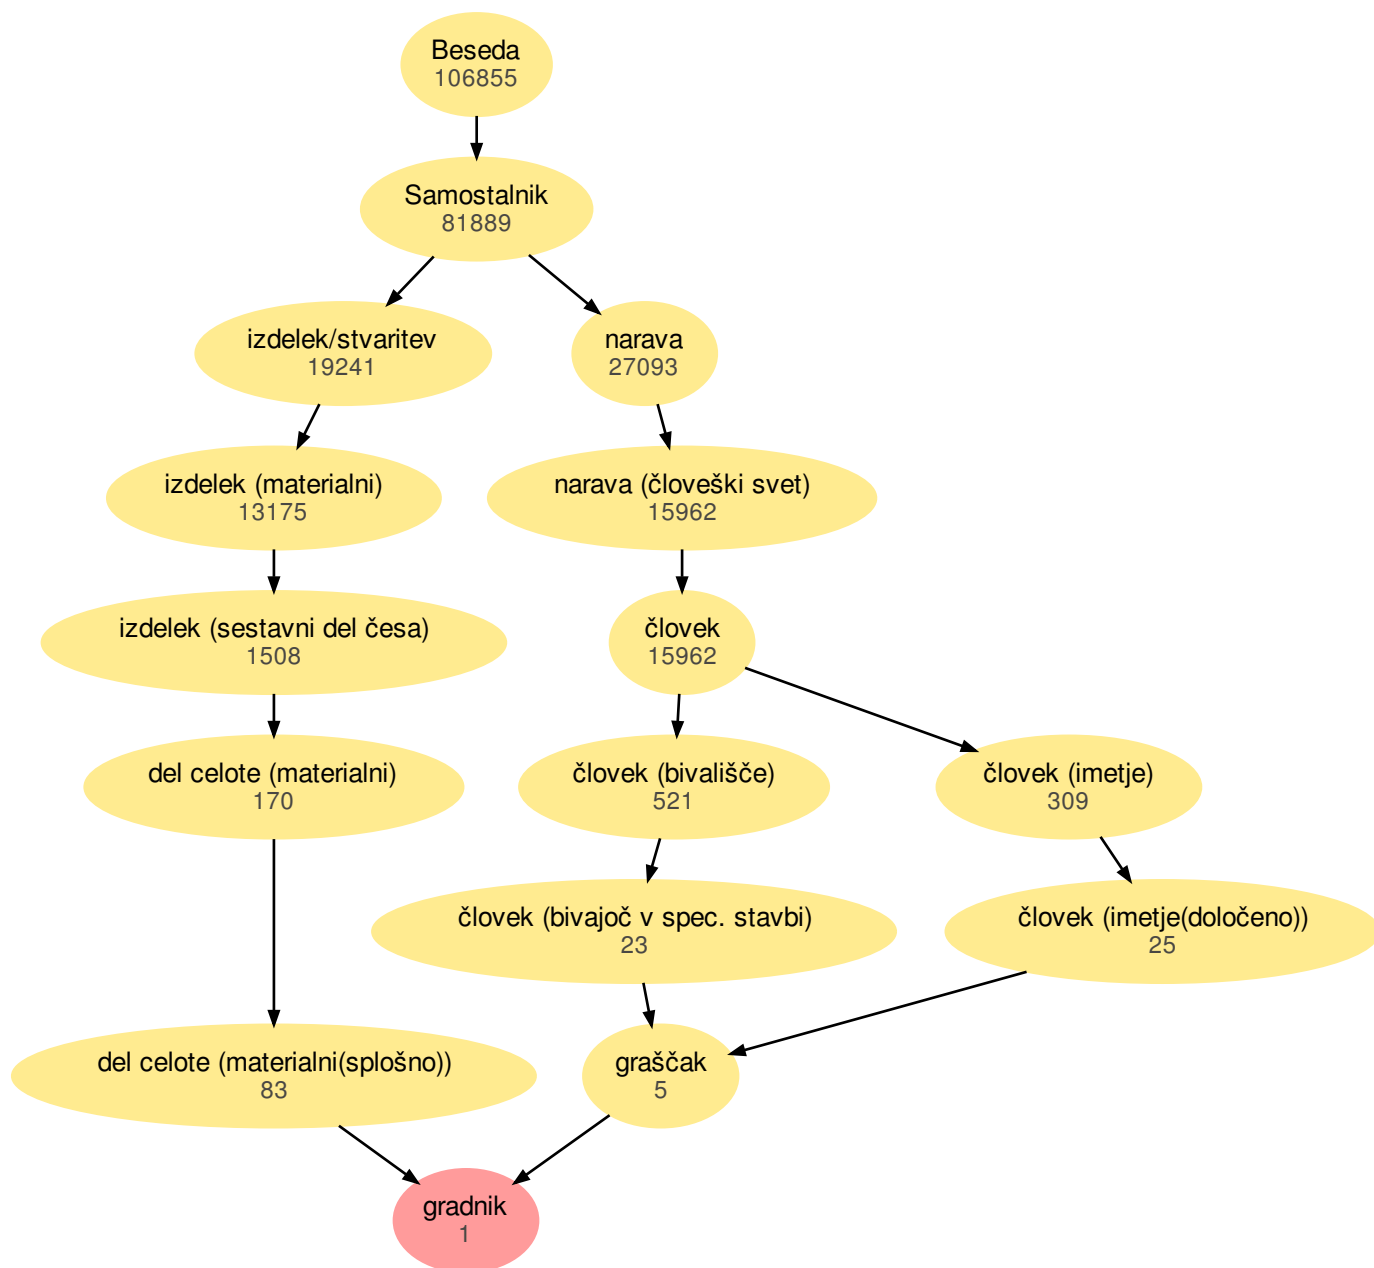 Beseda
106855
Samostalnik
81889
izdelek/stvaritev
19241
narava
27093
izdelek (materialni)
13175
narava (človeški svet)
15962
izdelek (sestavni del česa)
1508
človek
15962
del celote (materialni)
170
človek (bivališče)
521
človek (imetje)
309
človek (bivajoč v spec. stavbi)
23
človek (imetje(določeno))
25
del celote (materialni(splošno))
83
graščak
5
gradnik
1